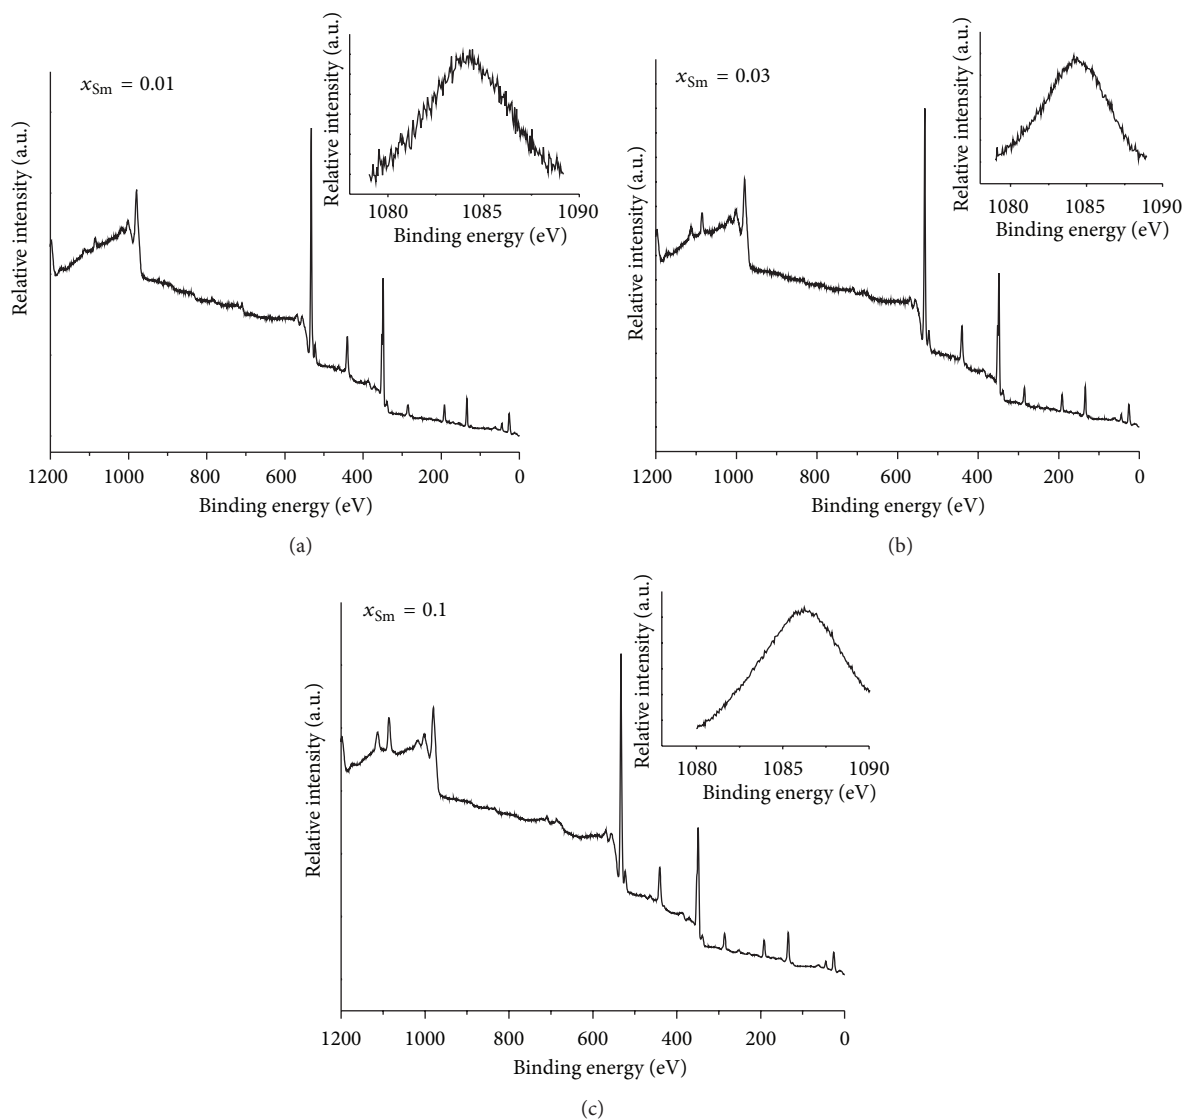 x_Sm = 0.01
Relative intensity (a.u.)
1200 1000 800 600 400 200 0
Binding energy (eV)
Relative intensity (a.u.)
1080 1085 1090
Binding energy (eV)
(a)
x_Sm = 0.03
Relative intensity (a.u.)
1200 1000 800 600 400 200 0
Binding energy (eV)
Relative intensity (a.u.)
1080 1085 1090
Binding energy (eV)
(b)
x_Sm = 0.1
Relative intensity (a.u.)
1200 1000 800 600 400 200 0
Binding energy (eV)
Relative intensity (a.u.)
1080 1085 1090
Binding energy (eV)
(c)